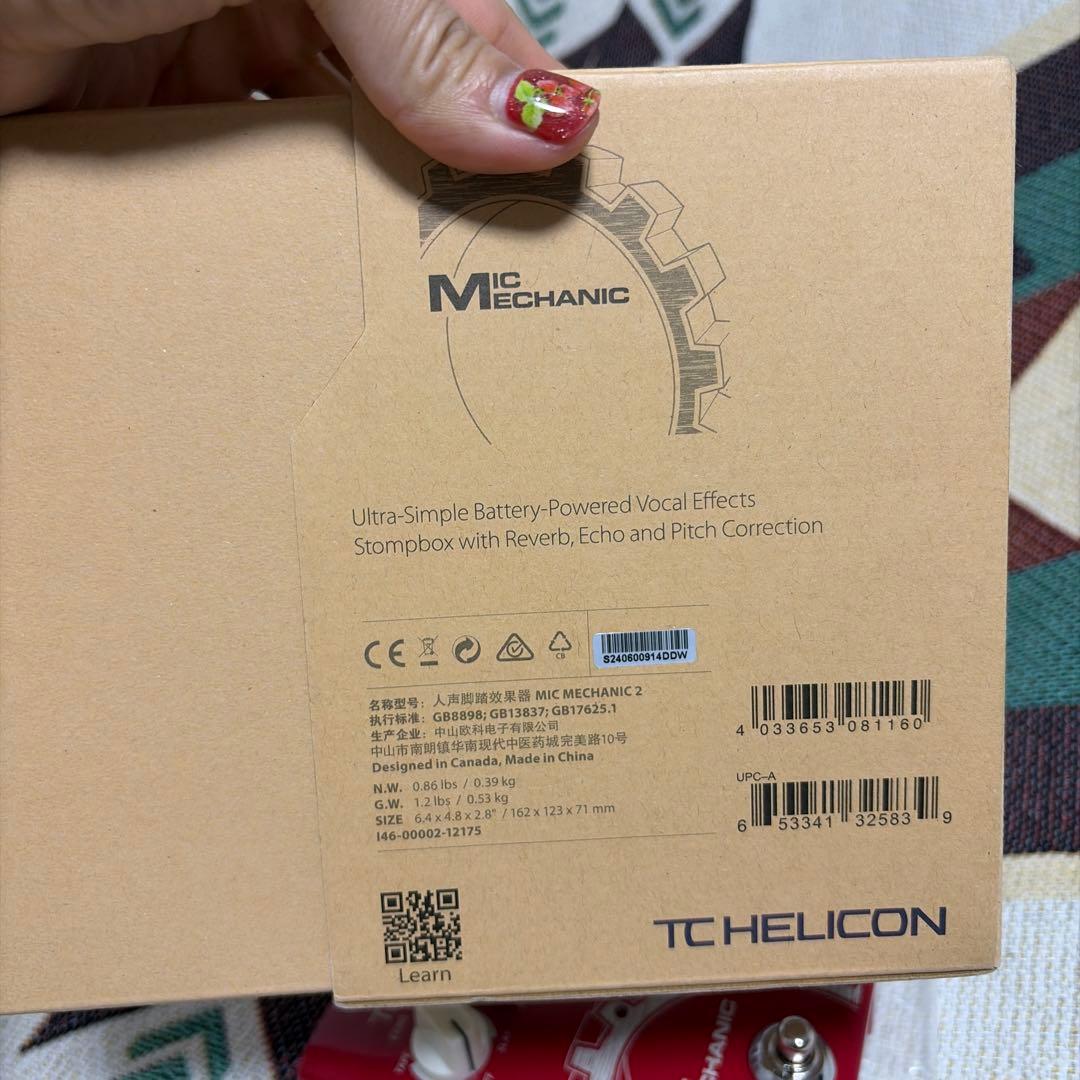 MIC
MECHANIC
Ultra-Simple Battery-Powered Vocal Effects
Stompbox with Reverb, Echo and Pitch Correction
CE
CB
S240600914DDW
名称型号: 人声脚踏效果器 MIC MECHANIC 2
执行标准: GB8898; GB13837; GB17625.1
生产企业: 中山欧科电子有限公司
中山市南朗镇华南现代中医药城完美路10号
Designed in Canada, Made in China
N.W. 0.86 lbs / 0.39 kg
G.W. 1.2 lbs / 0.53 kg
SIZE 6.4 x 4.8 x 2.8" / 162 x 123 x 71 mm
I46-00002-12175
4 033653 081160
UPC-A
6 53341 32583 9
Learn
TC HELICON
CHANIC